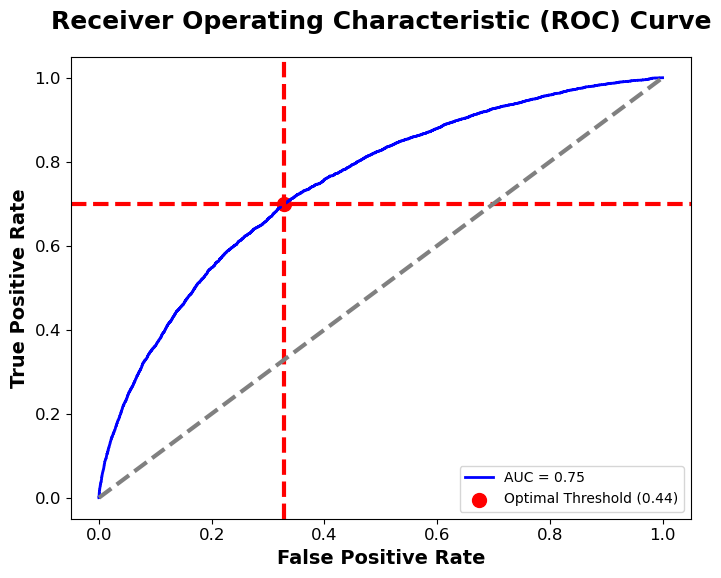 Receiver Operating Characteristic (ROC) Curve
True Positive Rate
1.0
0.8
0.6
0.4
0.2
0.0
AUC = 0.75
Optimal Threshold (0.44)
0.0 0.2 0.4 0.6 0.8 1.0
False Positive Rate